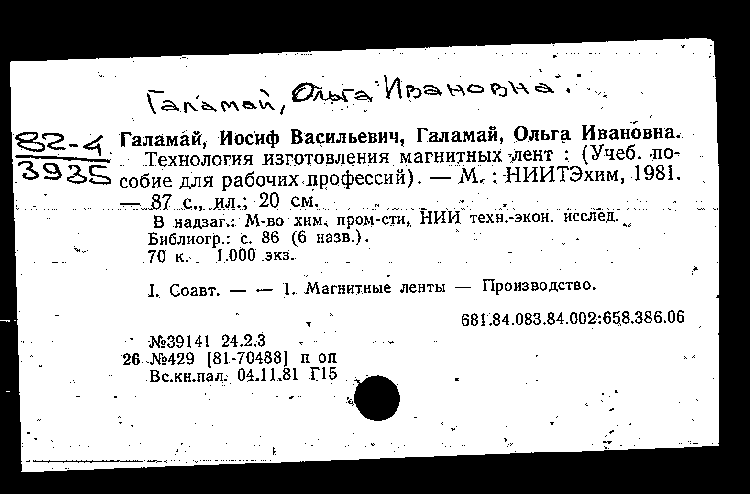 Галамай, Ольга Ивановна.
82-4
3935
Галамай, Иосиф Васильевич, Галамай, Ольга Ивановна.
Технология изготовления магнитных лент : (Учеб. по-
собие для рабочих профессий). — М. : НИИТЭхим, 1981.
— 87 с., ил.; 20 см.
В надзаг.: М-во хим. пром-сти, НИИ техн.-экон. исслед.
Библиогр.: с. 86 (6 назв.).
70 к. 1.000 экз.
I. Соавт. — — 1. Магнитные ленты — Производство.
681.84.083.84.002:658.386.06
№39141 24.2.3
26 №429 [81-70488] п оп
Вс.кн.пал. 04.11.81 Г15